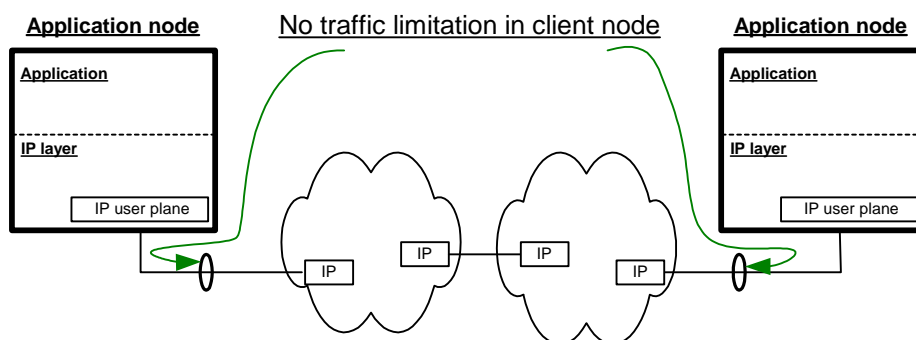 Application node
No traffic limitation in client node
Application node
Application
Application
IP layer
IP layer
IP user plane
IP user plane
IP
IP
IP
IP